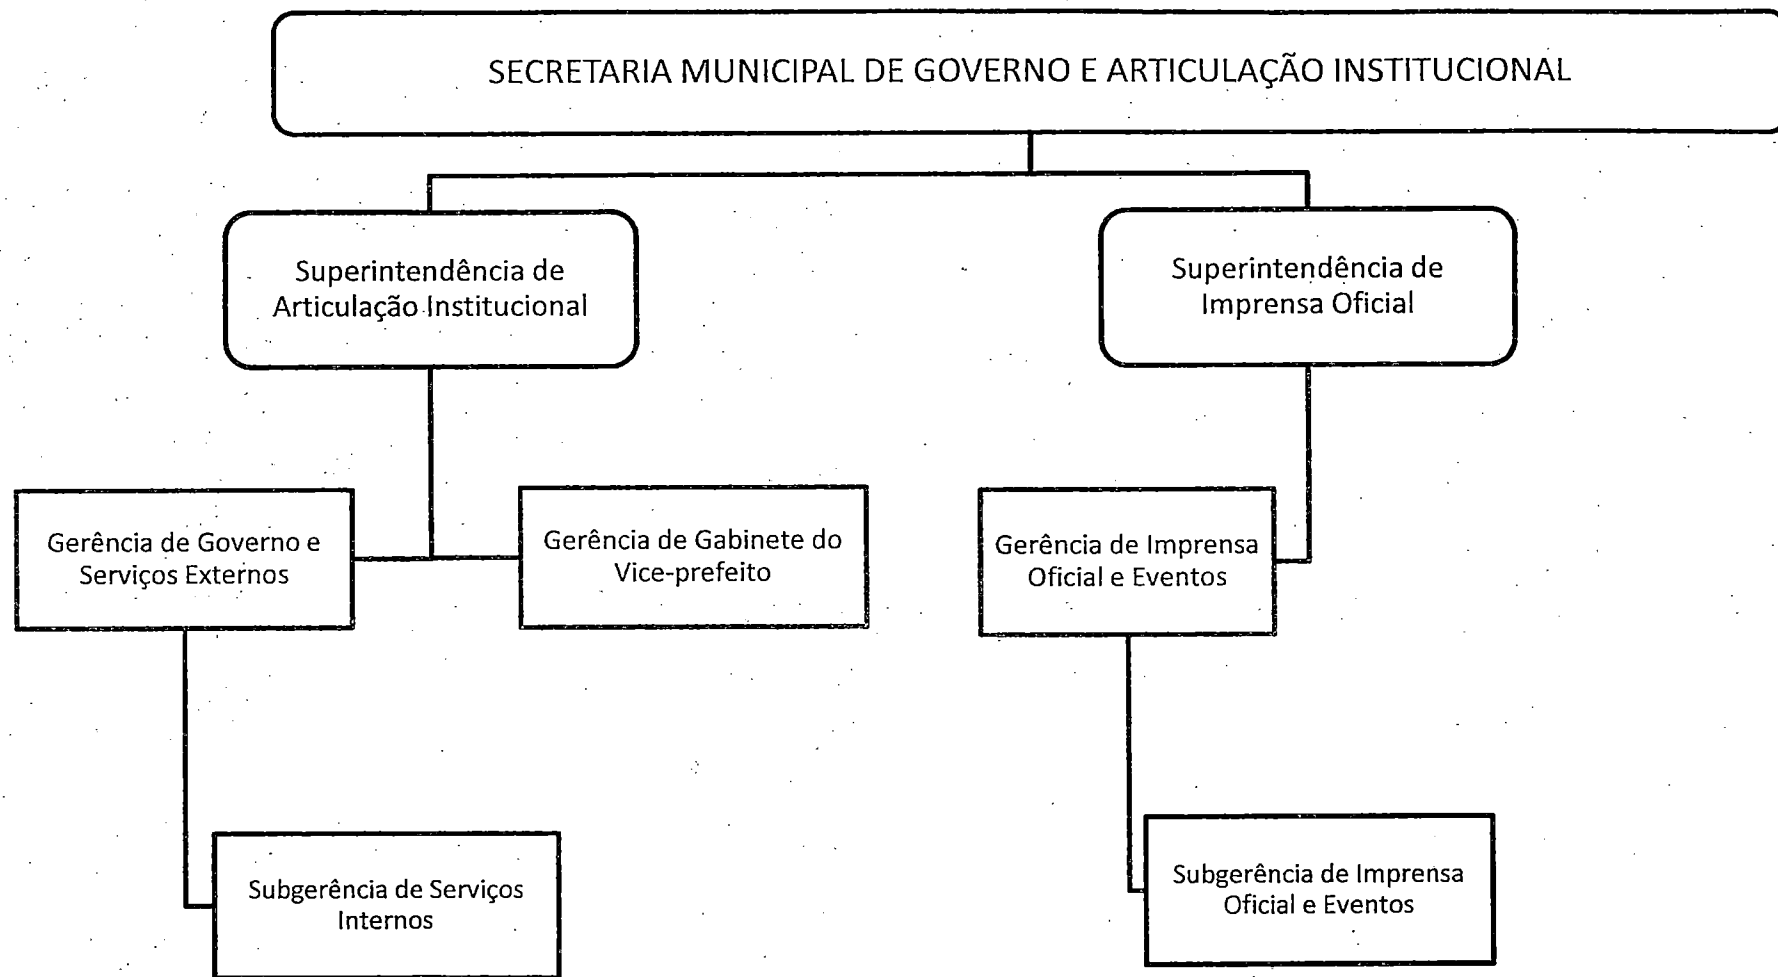 SECRETARIA MUNICIPAL DE GOVERNO E ARTICULAÇÃO INSTITUCIONAL
Superintendência de
Articulação Institucional
Superintendência de
Imprensa Oficial
Gerência de Governo e
Serviços Externos
Gerência de Gabinete do
Vice-prefeito
Gerência de Imprensa
Oficial e Eventos
Subgerência de Serviços
Internos
Subgerência de Imprensa
Oficial e Eventos